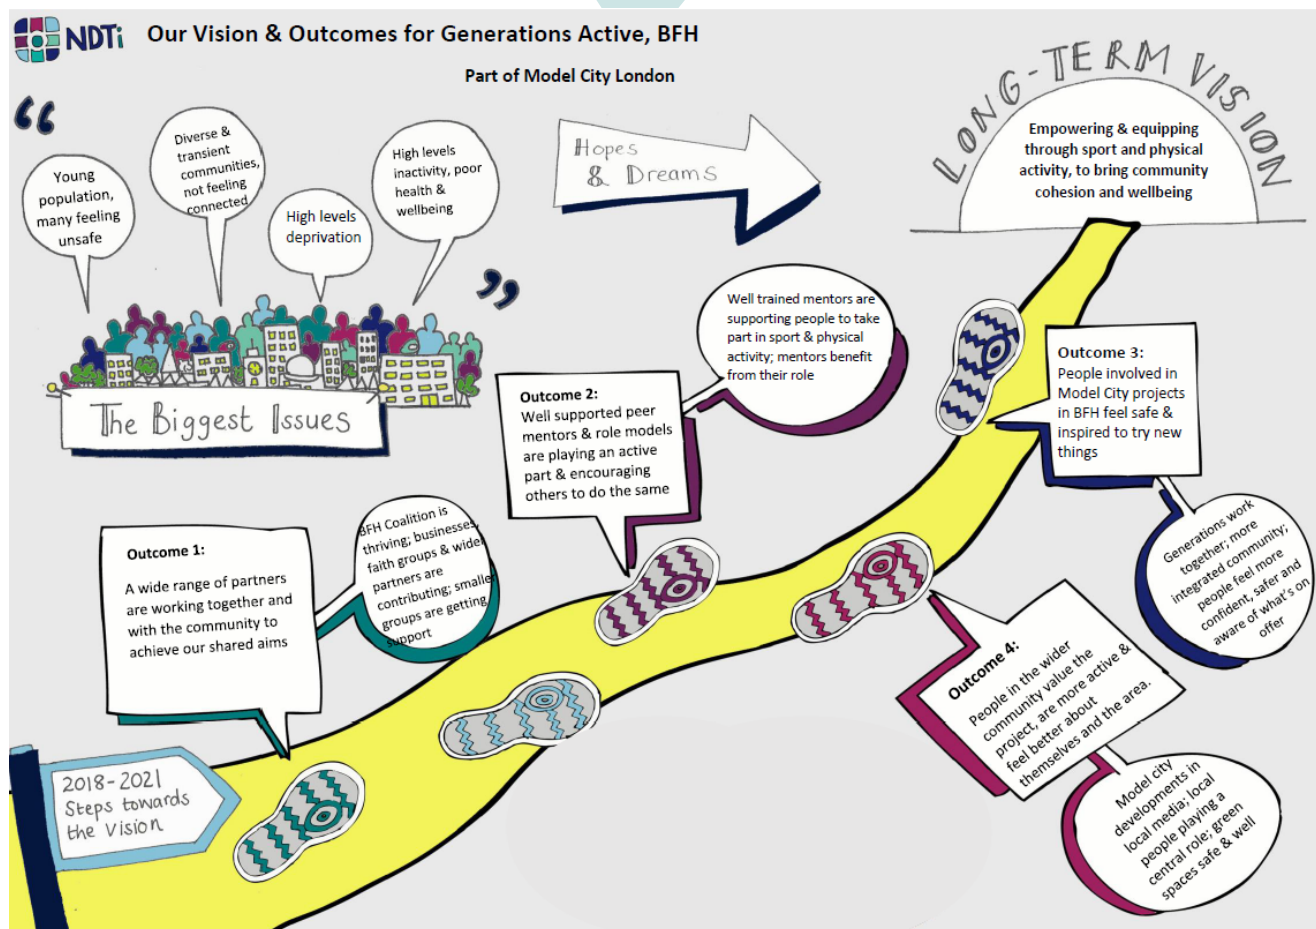 NDTi
Our Vision & Outcomes for Generations Active, BFH
Part of Model City London
“
Young
population,
many feeling
unsafe
Diverse &
transient
communities,
not feeling
connected
High levels
deprivation
High levels
inactivity, poor
health &
wellbeing
”
The Biggest Issues
Hopes
& Dreams
LONG-TERM VISION
Empowering & equipping
through sport and physical
activity, to bring community
cohesion and wellbeing
2018-2021
Steps towards
the Vision
Outcome 1:
A wide range of partners
are working together and
with the community to
achieve our shared aims
BFH Coalition is
thriving; businesses,
faith groups & wider
partners are
contributing; smaller
groups are getting
support
Outcome 2:
Well supported peer
mentors & role models
are playing an active
part & encouraging
others to do the same
Well trained mentors are
supporting people to take
part in sport & physical
activity; mentors benefit
from their role
Outcome 3:
People involved in
Model City projects
in BFH feel safe &
inspired to try new
things
Generations work
together; more
integrated community;
people feel more
confident, safer and
aware of what's on
offer
Outcome 4:
People in the wider
community value the
project, are more active &
feel better about
themselves and the area.
Model city
developments in
local media; local
people playing a
central role; green
spaces safe & well